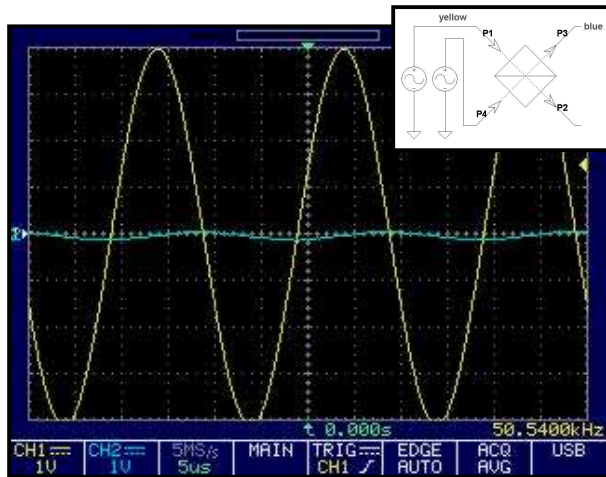 yellow
P1
P3
blue
P4
P2
2
t 0.000s 50.5400kHz
CH1 CH2 5MS/s MAIN TRIG EDGE ACQ USB
1V 1V 5us CH1 AUTO AVG